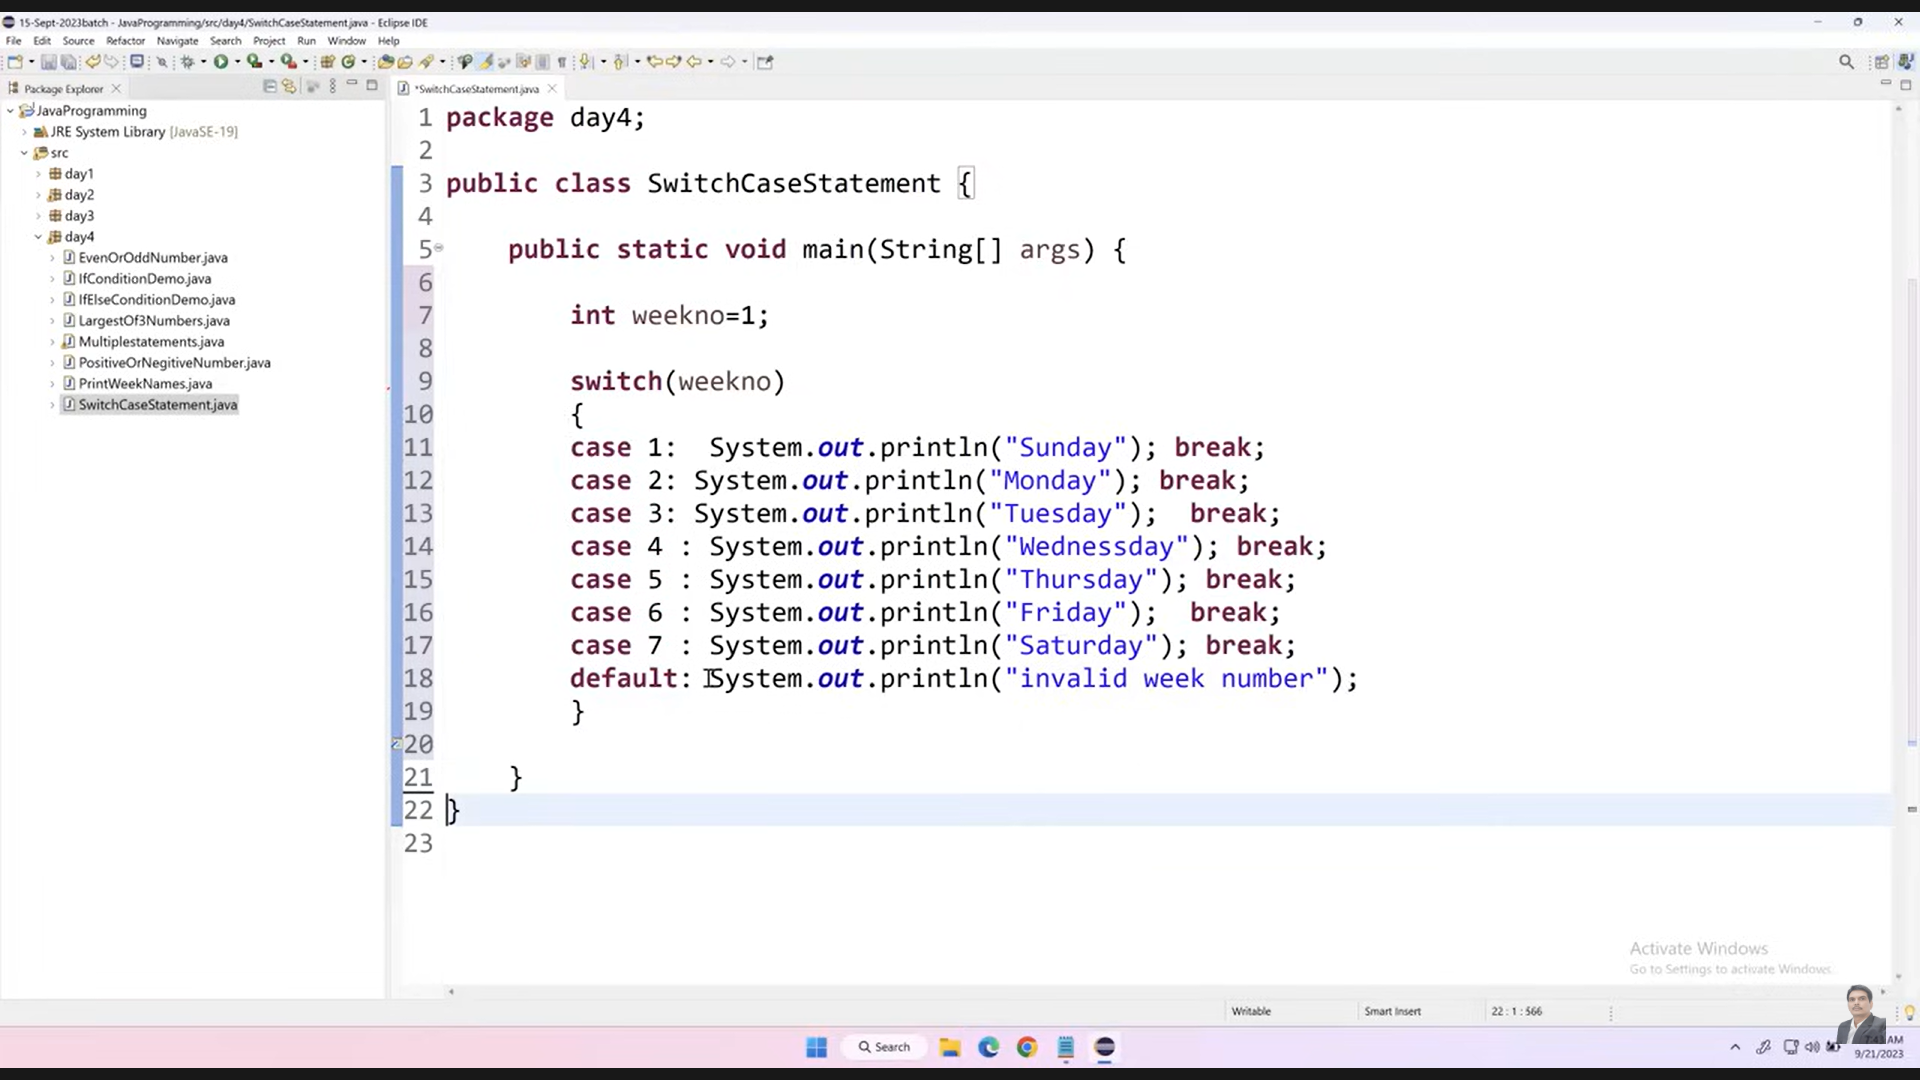 15-Sept-2023batch - JavaProgramming/src/day4/SwitchCaseStatement.java - Eclipse IDE
File Edit Source Refactor Navigate Search Project Run Window Help
Package Explorer
*SwitchCaseStatement.java
JavaProgramming
JRE System Library [JavaSE-19]
src
day1
day2
day3
day4
EvenOrOddNumber.java
IfConditionDemo.java
IfElseConditionDemo.java
LargestOf3Numbers.java
Multiplestatements.java
PositiveOrNegitiveNumber.java
PrintWeekNames.java
SwitchCaseStatement.java
1 package day4;
2
3 public class SwitchCaseStatement {
4
5 public static void main(String[] args) {
6
7 int weekno=1;
8
9 switch(weekno)
10 {
11 case 1:  System.out.println("Sunday"); break;
12 case 2: System.out.println("Monday"); break;
13 case 3: System.out.println("Tuesday");  break;
14 case 4 : System.out.println("Wednessday"); break;
15 case 5 : System.out.println("Thursday"); break;
16 case 6 : System.out.println("Friday");  break;
17 case 7 : System.out.println("Saturday"); break;
18 default: System.out.println("invalid week number");
19 }
20
21 }
22 }
23
Activate Windows
Go to Settings to activate Windows.
Writable Smart Insert 22 : 1 : 566
Search
AM
9/21/2023